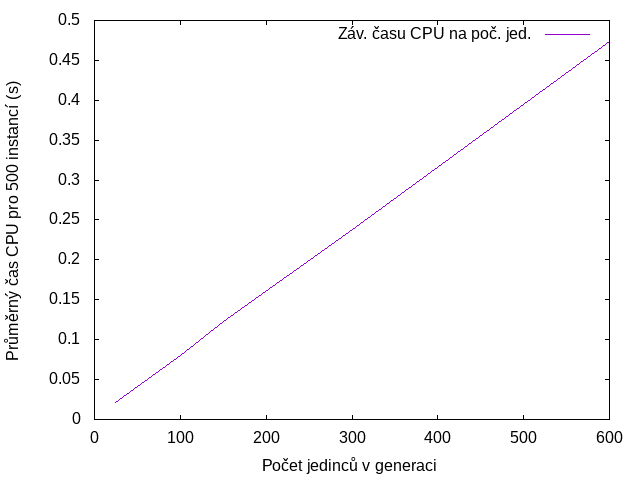 0.5
Záv. času CPU na poč. jed.
0.45
0.4
0.35
0.3
0.25
0.2
0.15
0.1
0.05
0
Průměrný čas CPU pro 500 instancí (s)
0 100 200 300 400 500 600
Počet jedinců v generaci